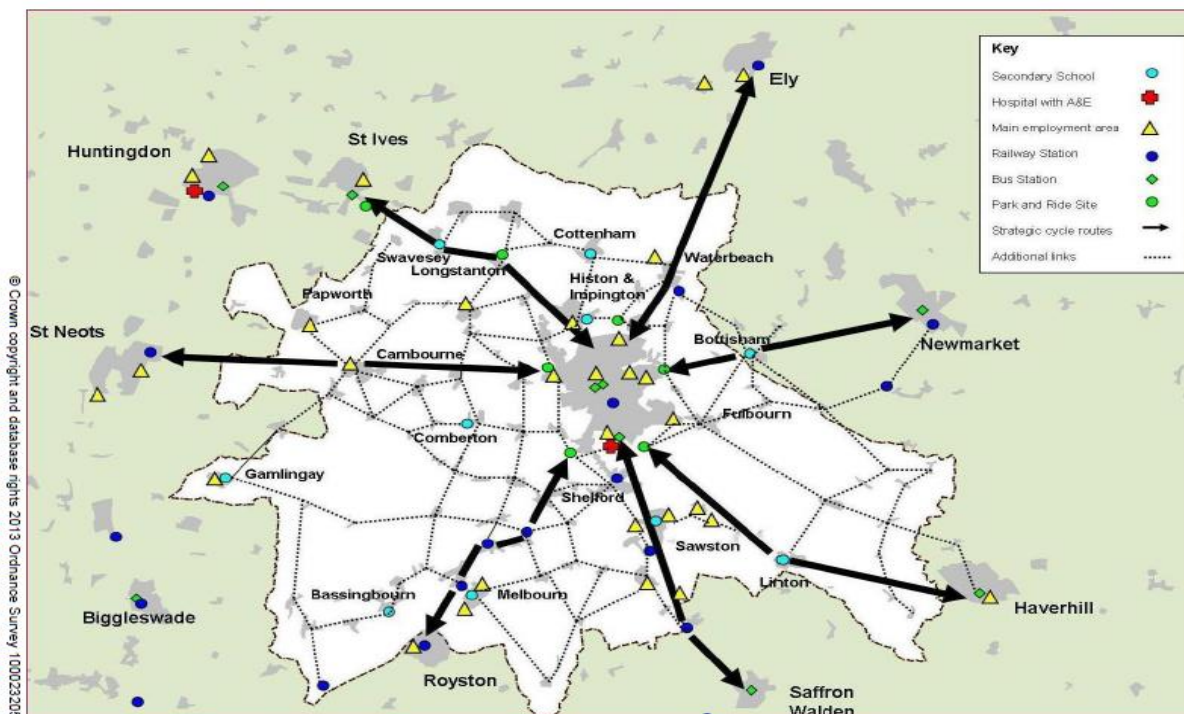 Key
Secondary School
Hospital with A&E
Main employment area
Railway Station
Bus Station
Park and Ride Site
Strategic cycle routes
Additional links
Ely
Huntingdon
St Ives
Cottenham
Swavesey
Longstanton
Waterbeach
Histon &
Impington
Papworth
St Neots
Cambourne
Bottisham
Newmarket
Comberton
Fulbourn
Gamlingay
Shelford
Sawston
Linton
Bassingbourn
Melbourn
Biggleswade
Haverhill
Royston
Saffron
Walden
© Crown copyright and database rights 2013 Ordnance Survey 100023205